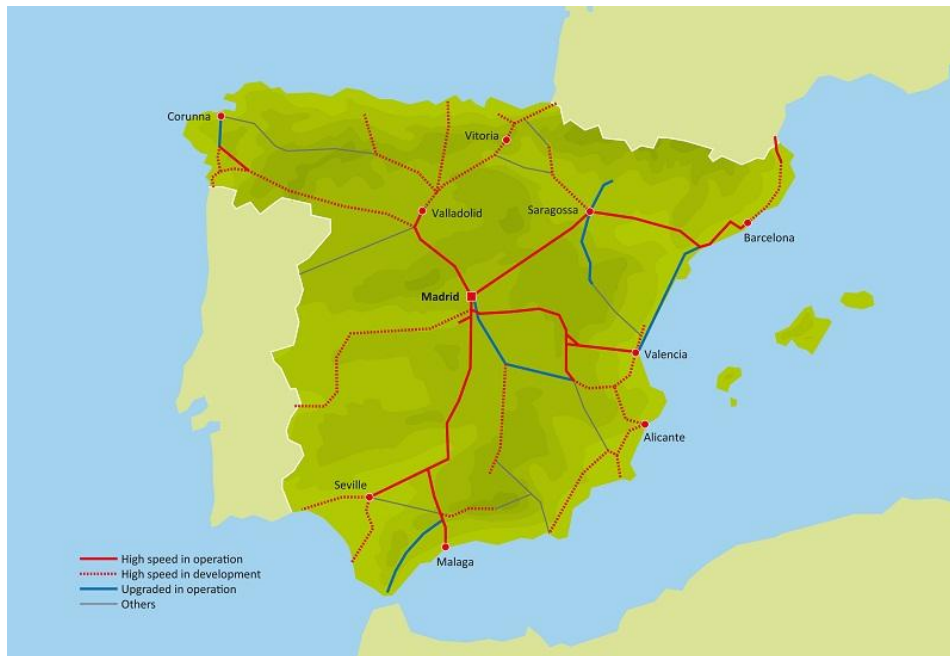 Corunna
Vitoria
Valladolid
Saragossa
Barcelona
Madrid
Valencia
Alicante
Seville
Malaga
High speed in operation
High speed in development
Upgraded in operation
Others